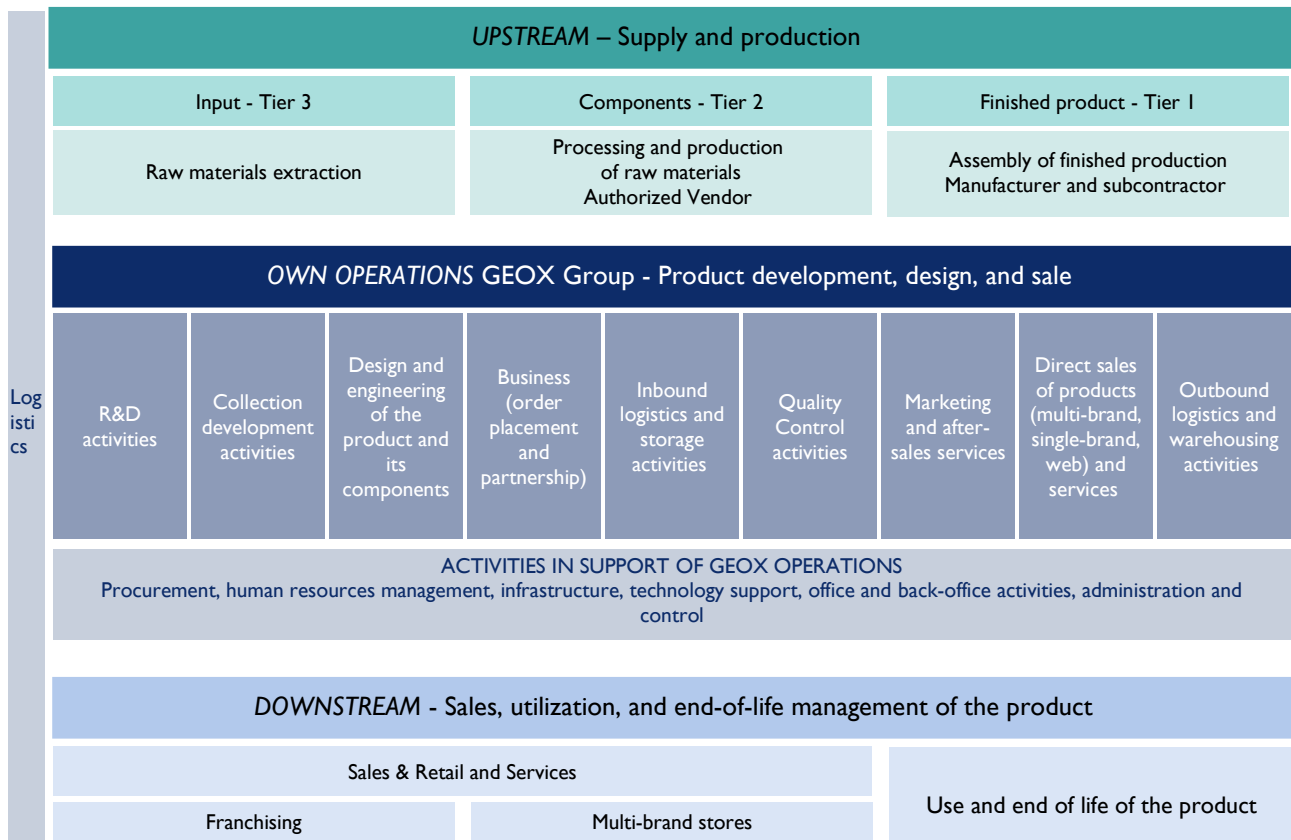 UPSTREAM – Supply and production
Input - Tier 3
Components - Tier 2
Finished product - Tier 1
Raw materials extraction
Processing and production
of raw materials
Authorized Vendor
Assembly of finished production
Manufacturer and subcontractor
Log
isti
cs
OWN OPERATIONS GEOX Group - Product development, design, and sale
R&D
activities
Collection
development
activities
Design and
engineering
of the
product and
its
components
Business
(order
placement
and
partnership)
Inbound
logistics and
storage
activities
Quality
Control
activities
Marketing
and after-
sales services
Direct sales
of products
(multi-brand,
single-brand,
web) and
services
Outbound
logistics and
warehousing
activities
ACTIVITIES IN SUPPORT OF GEOX OPERATIONS
Procurement, human resources management, infrastructure, technology support, office and back-office activities, administration and
control
DOWNSTREAM - Sales, utilization, and end-of-life management of the product
Sales & Retail and Services
Franchising
Multi-brand stores
Use and end of life of the product